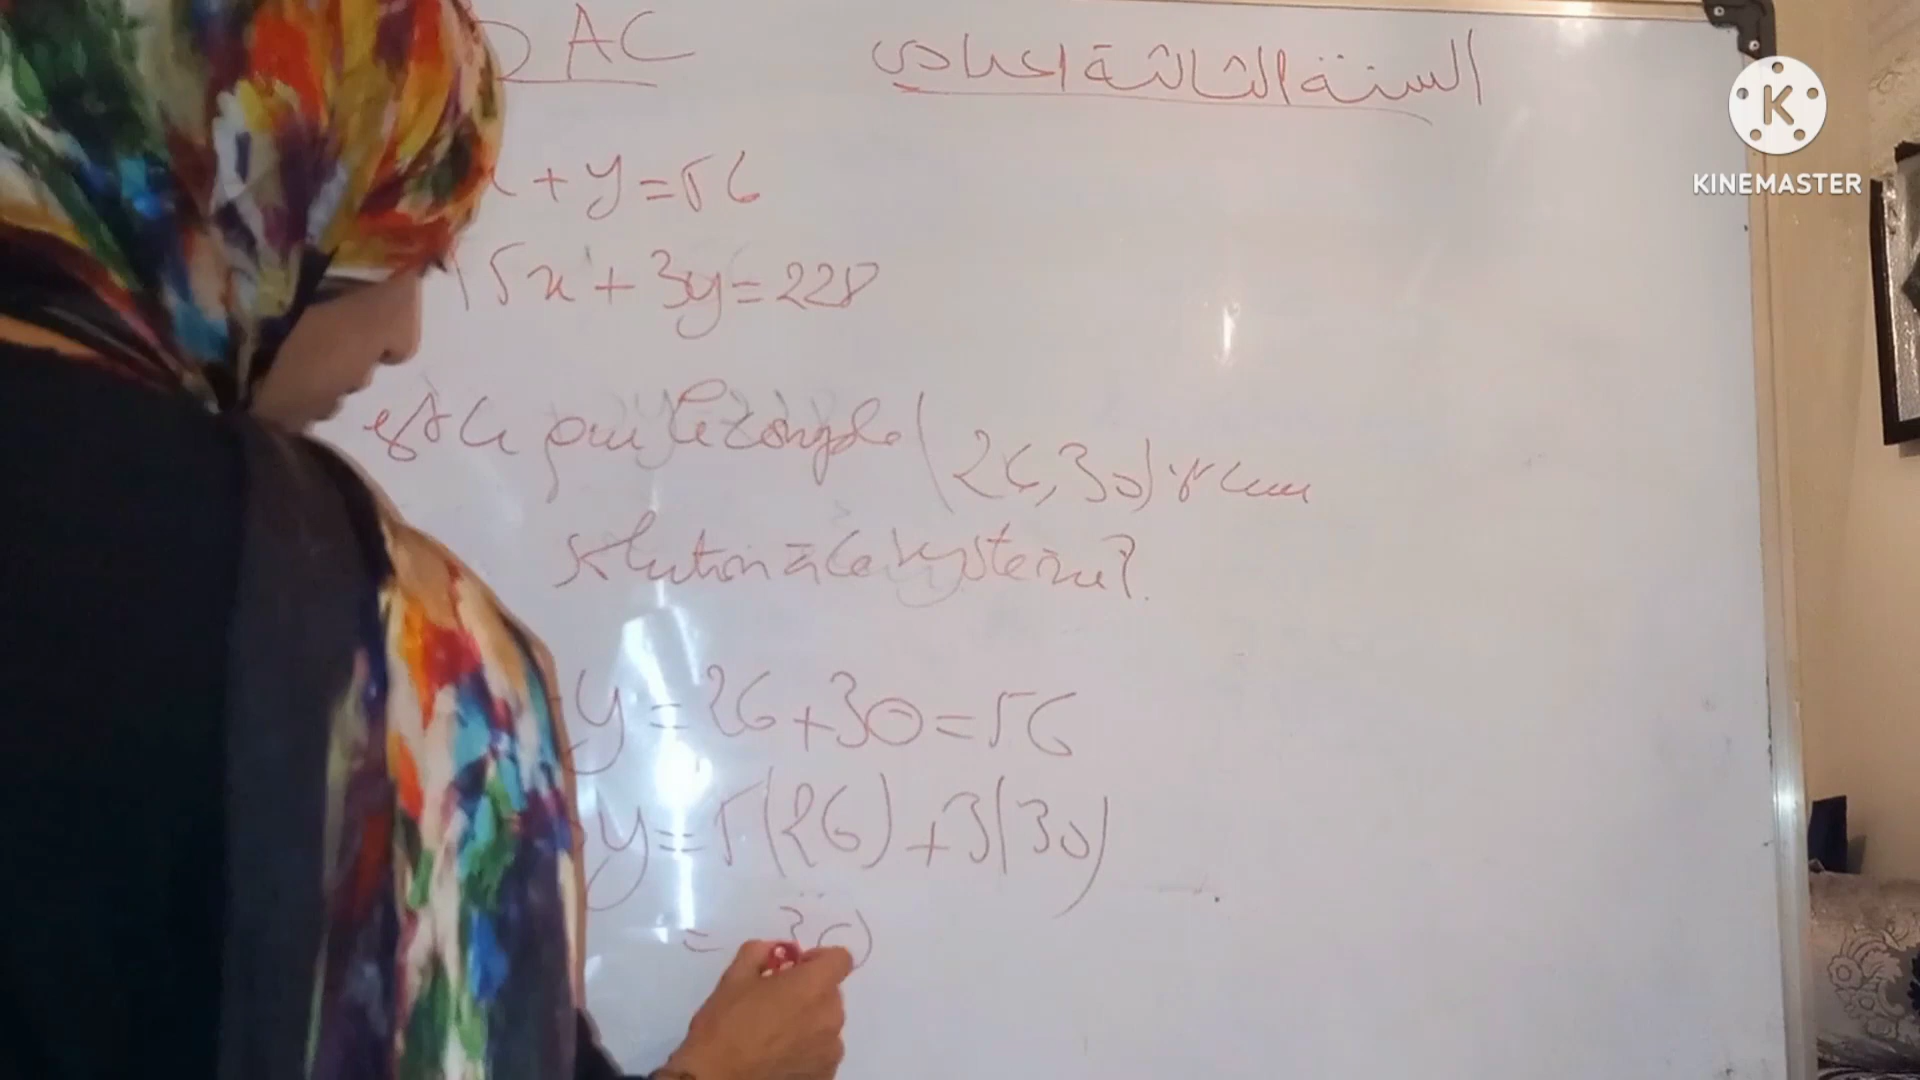 AC السنة الثالثة اعدادي
x + y = 56
5x + 3y = 228
est ce que le couple (26,30) est une
solution à ce système ?
y = 26 + 30 = 56
y = 5(26) + 3(30)
=
K
KINEMASTER